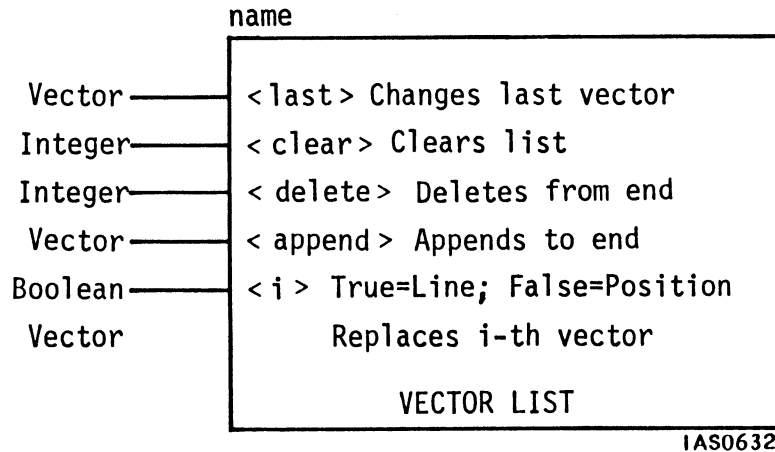 name
Vector <last> Changes last vector
Integer <clear> Clears list
Integer <delete> Deletes from end
Vector <append> Appends to end
Boolean <i> True=Line; False=Position
Vector Replaces i-th vector
VECTOR LIST
IAS0632